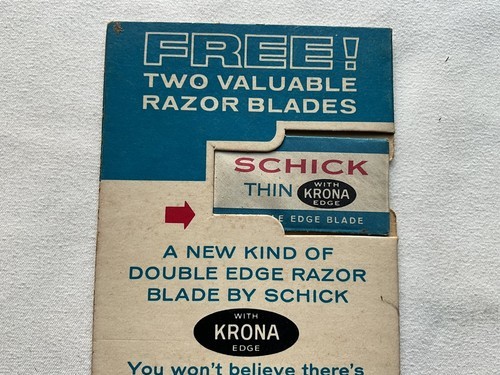 FREE!
TWO VALUABLE
RAZOR BLADES
SCHICK
THIN WITH KRONA EDGE
LE EDGE BLADE
A NEW KIND OF
DOUBLE EDGE RAZOR
BLADE BY SCHICK
WITH
KRONA
EDGE
You won't believe there's